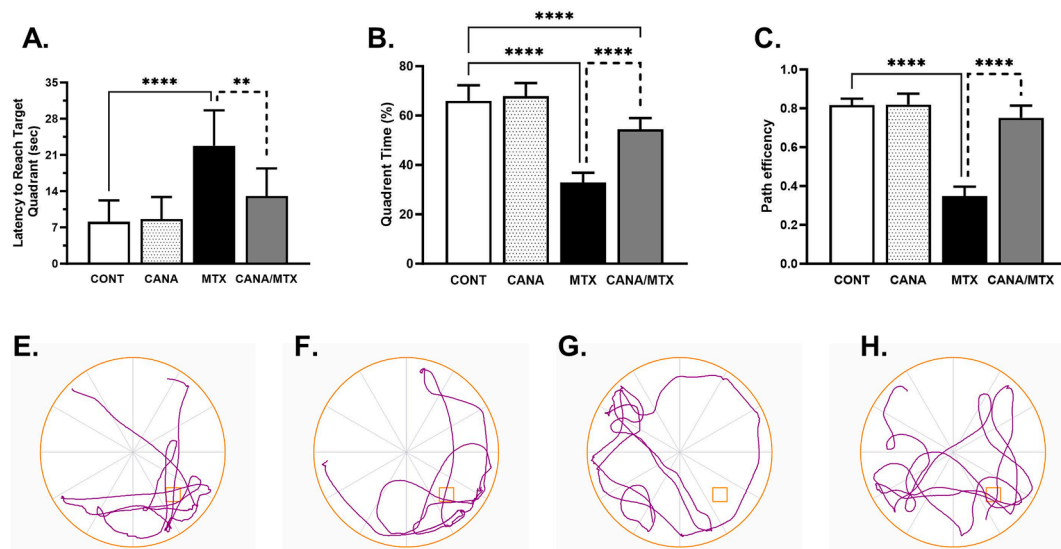 A.
Latency to Reach Target
Quadrant (sec)
35
28
21
14
7
0
****
**
CONT
CANA
MTX
CANA/MTX
B.
Quadrent Time (%)
80
60
40
20
0
****
****
****
CONT
CANA
MTX
CANA/MTX
C.
Path efficency
1.0
0.8
0.6
0.4
0.2
0.0
****
****
CONT
CANA
MTX
CANA/MTX
E.
F.
G.
H.